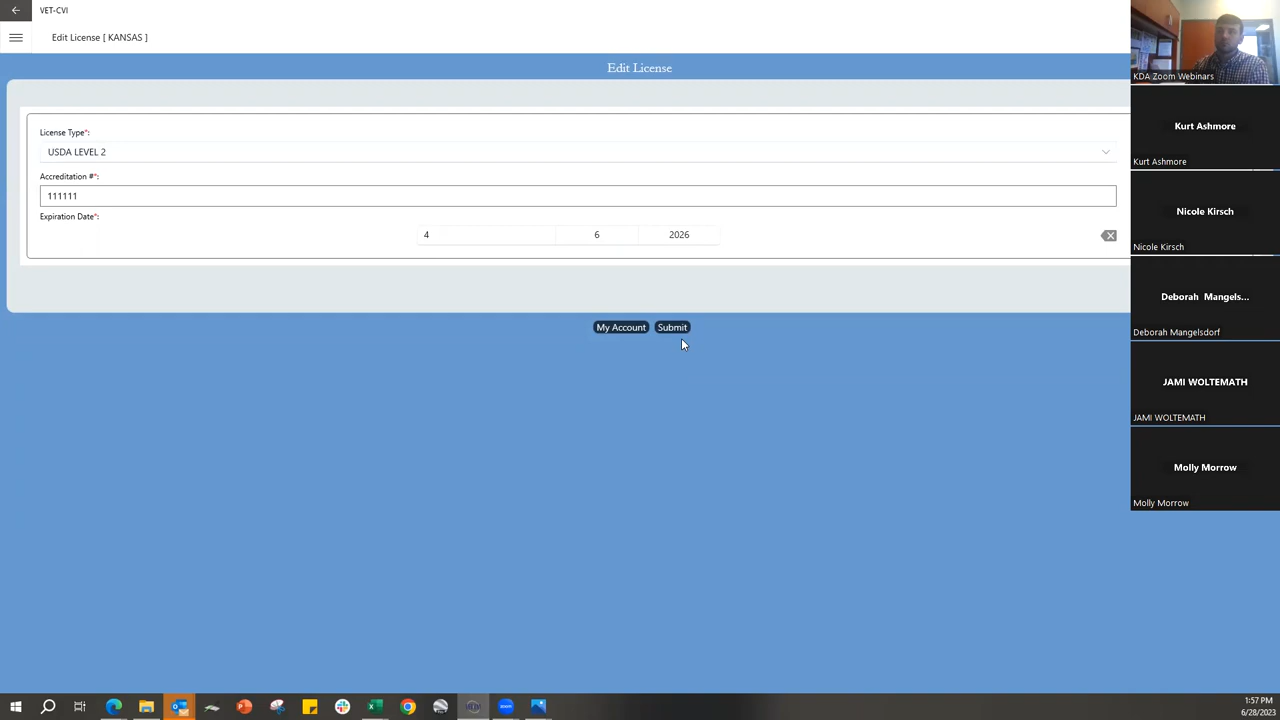 VET-CVI
Edit License [ KANSAS ]
Edit License
License Type*:
USDA LEVEL 2
Accreditation #*:
111111
Expiration Date*:
4 6 2026
My Account Submit
KDA Zoom Webinars
Kurt Ashmore
Kurt Ashmore
Nicole Kirsch
Nicole Kirsch
Deborah Mangels...
Deborah Mangelsdorf
JAMI WOLTEMATH
JAMI WOLTEMATH
Molly Morrow
Molly Morrow
1:57 PM
6/28/2023